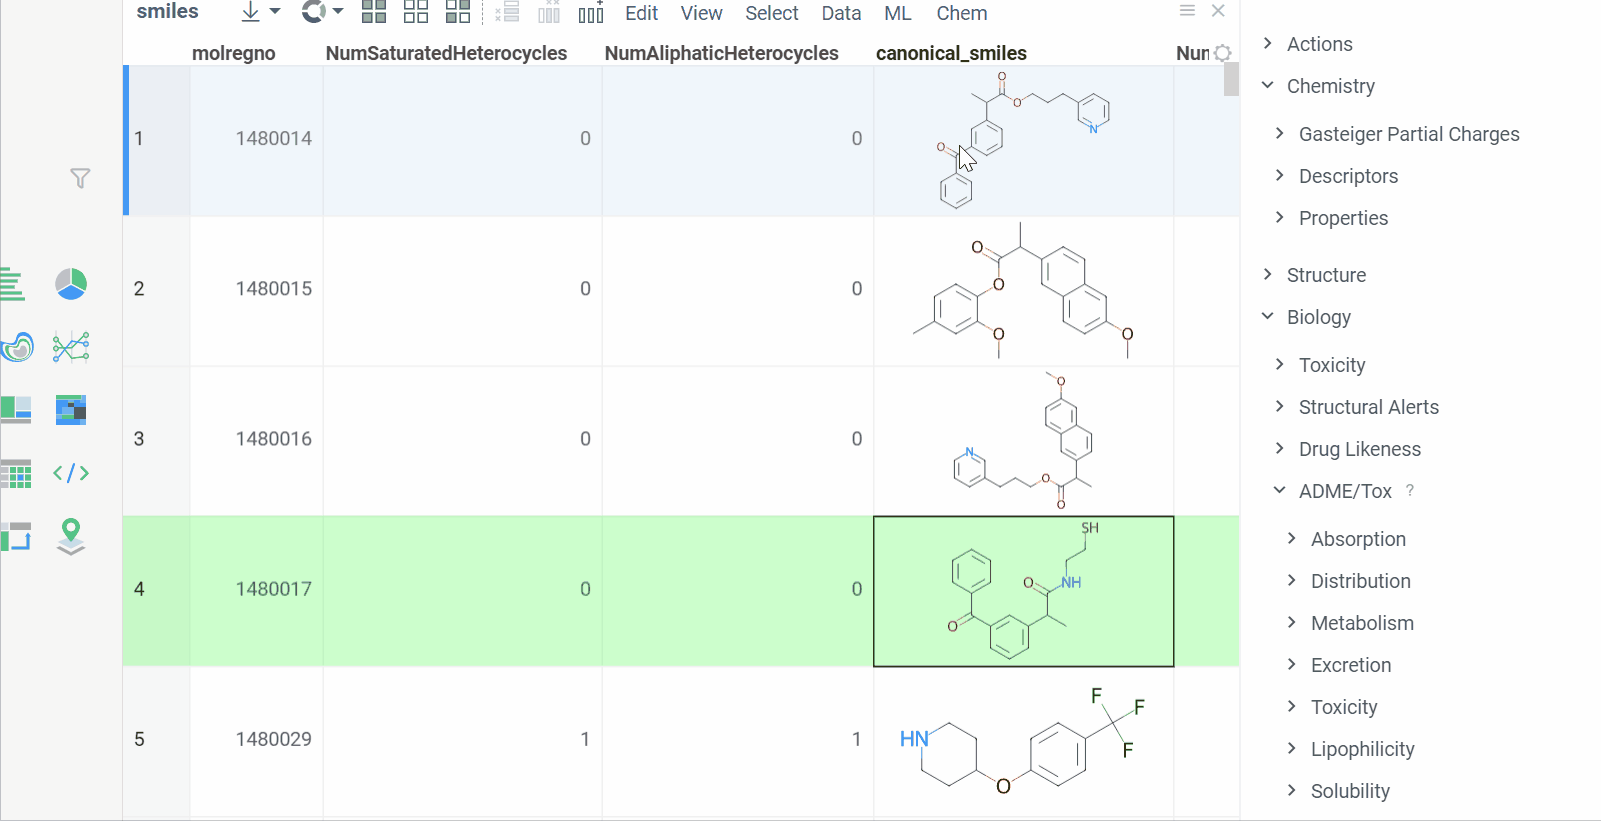 smiles Edit View Select Data ML Chem
molregno NumSaturatedHeterocycles NumAliphaticHeterocycles canonical_smiles Nur
1 1480014 0 0
O
O
N
O
2 1480015 0 0
O
O
O
O
3 1480016 0 0
O
N
O
O
4 1480017 0 0
SH
O
NH
O
5 1480029 1 1
F
F
F
HN
O
Actions
Chemistry
Gasteiger Partial Charges
Descriptors
Properties
Structure
Biology
Toxicity
Structural Alerts
Drug Likeness
ADME/Tox ?
Absorption
Distribution
Metabolism
Excretion
Toxicity
Lipophilicity
Solubility